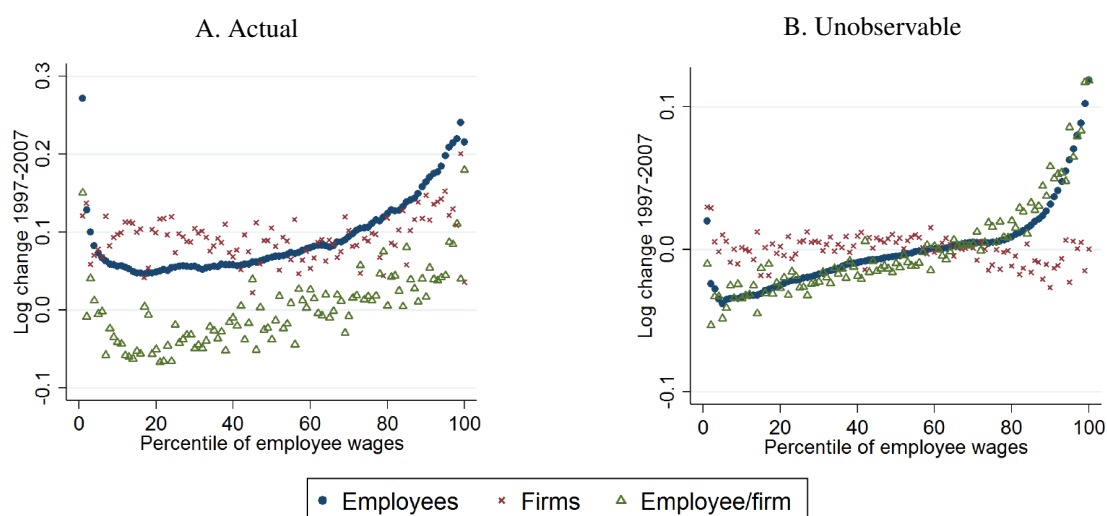 A. Actual
B. Unobservable
Log change 1997-2007
0.3
0.2
0.1
0.0
-0.1
0 20 40 60 80 100
Percentile of employee wages
Log change 1997-2007
0.1
0.0
-0.1
0 20 40 60 80 100
Percentile of employee wages
Employees Firms Employee/firm